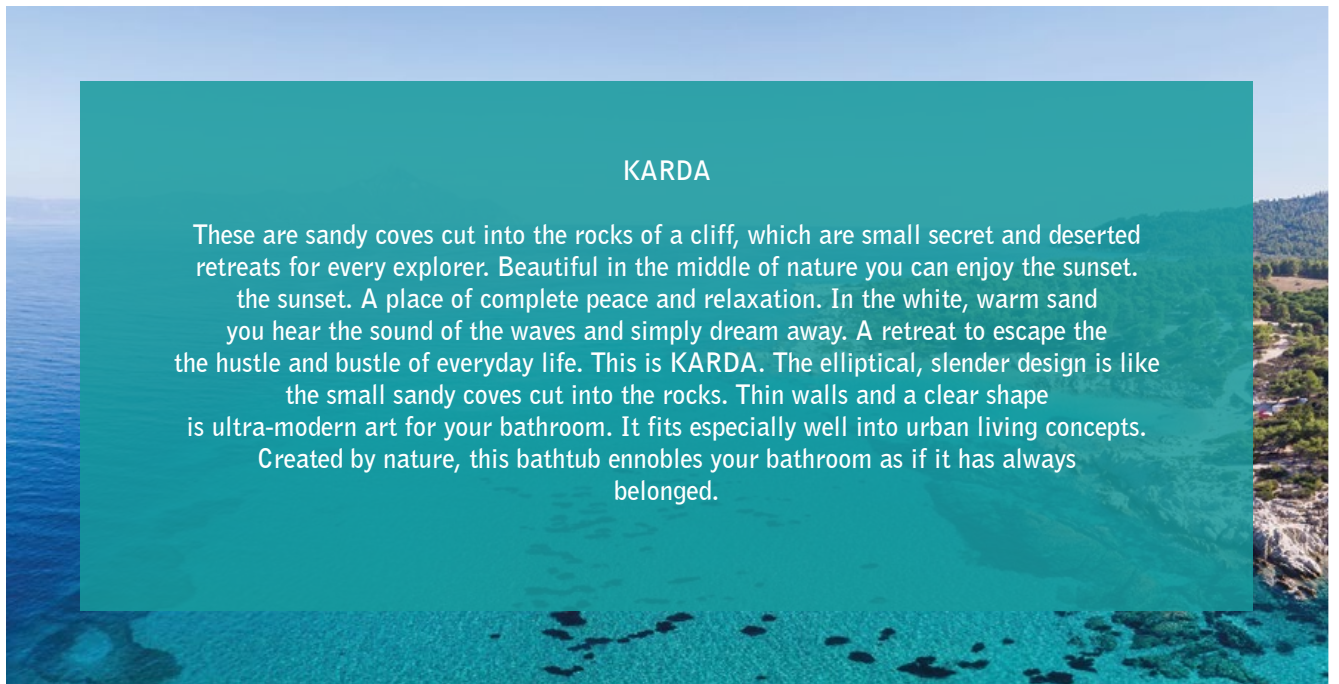 KARDA
These are sandy coves cut into the rocks of a cliff, which are small secret and deserted
retreats for every explorer. Beautiful in the middle of nature you can enjoy the sunset.
the sunset. A place of complete peace and relaxation. In the white, warm sand
you hear the sound of the waves and simply dream away. A retreat to escape the
the hustle and bustle of everyday life. This is KARDA. The elliptical, slender design is like
the small sandy coves cut into the rocks. Thin walls and a clear shape
is ultra-modern art for your bathroom. It fits especially well into urban living concepts.
Created by nature, this bathtub ennobles your bathroom as if it has always
belonged.